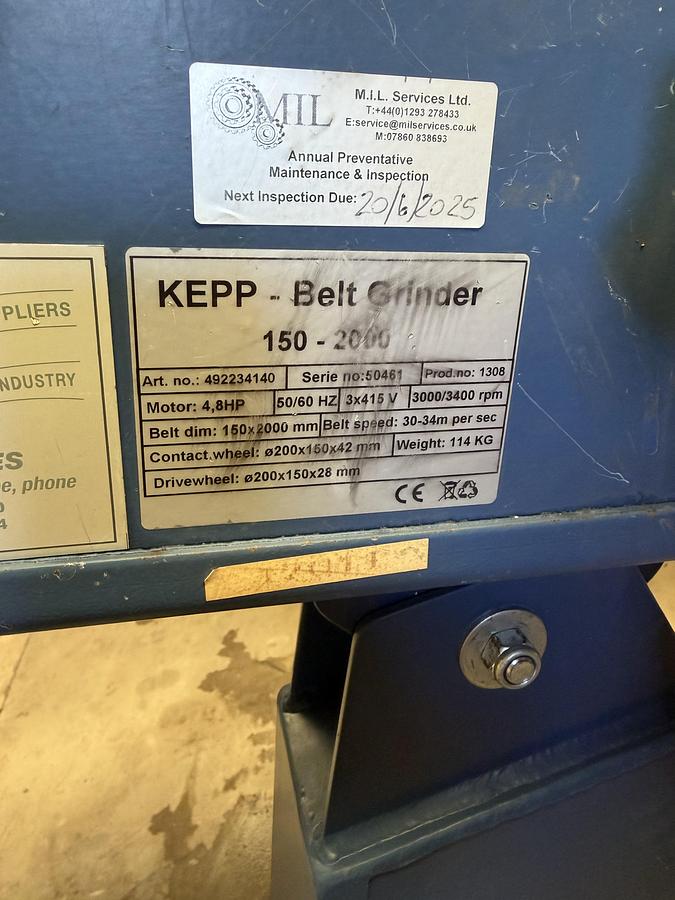 MIL
M.I.L. Services Ltd.
T:+44(0)1293 278433
E:service@milservices.co.uk
M:07860 838693
Annual Preventative
Maintenance & Inspection
Next Inspection Due: 20/6/2025
PLIERS
NDUSTRY
ES
e, phone
0
4
KEPP - Belt Grinder
150 - 2000
Art. no.: 492234140 Serie no:50461 Prod.no: 1308
Motor: 4,8HP 50/60 HZ 3x415 V 3000/3400 rpm
Belt dim: 150x2000 mm Belt speed: 30-34m per sec
Contact.wheel: ø200x150x42 mm Weight: 114 KG
Drivewheel: ø200x150x28 mm
CE